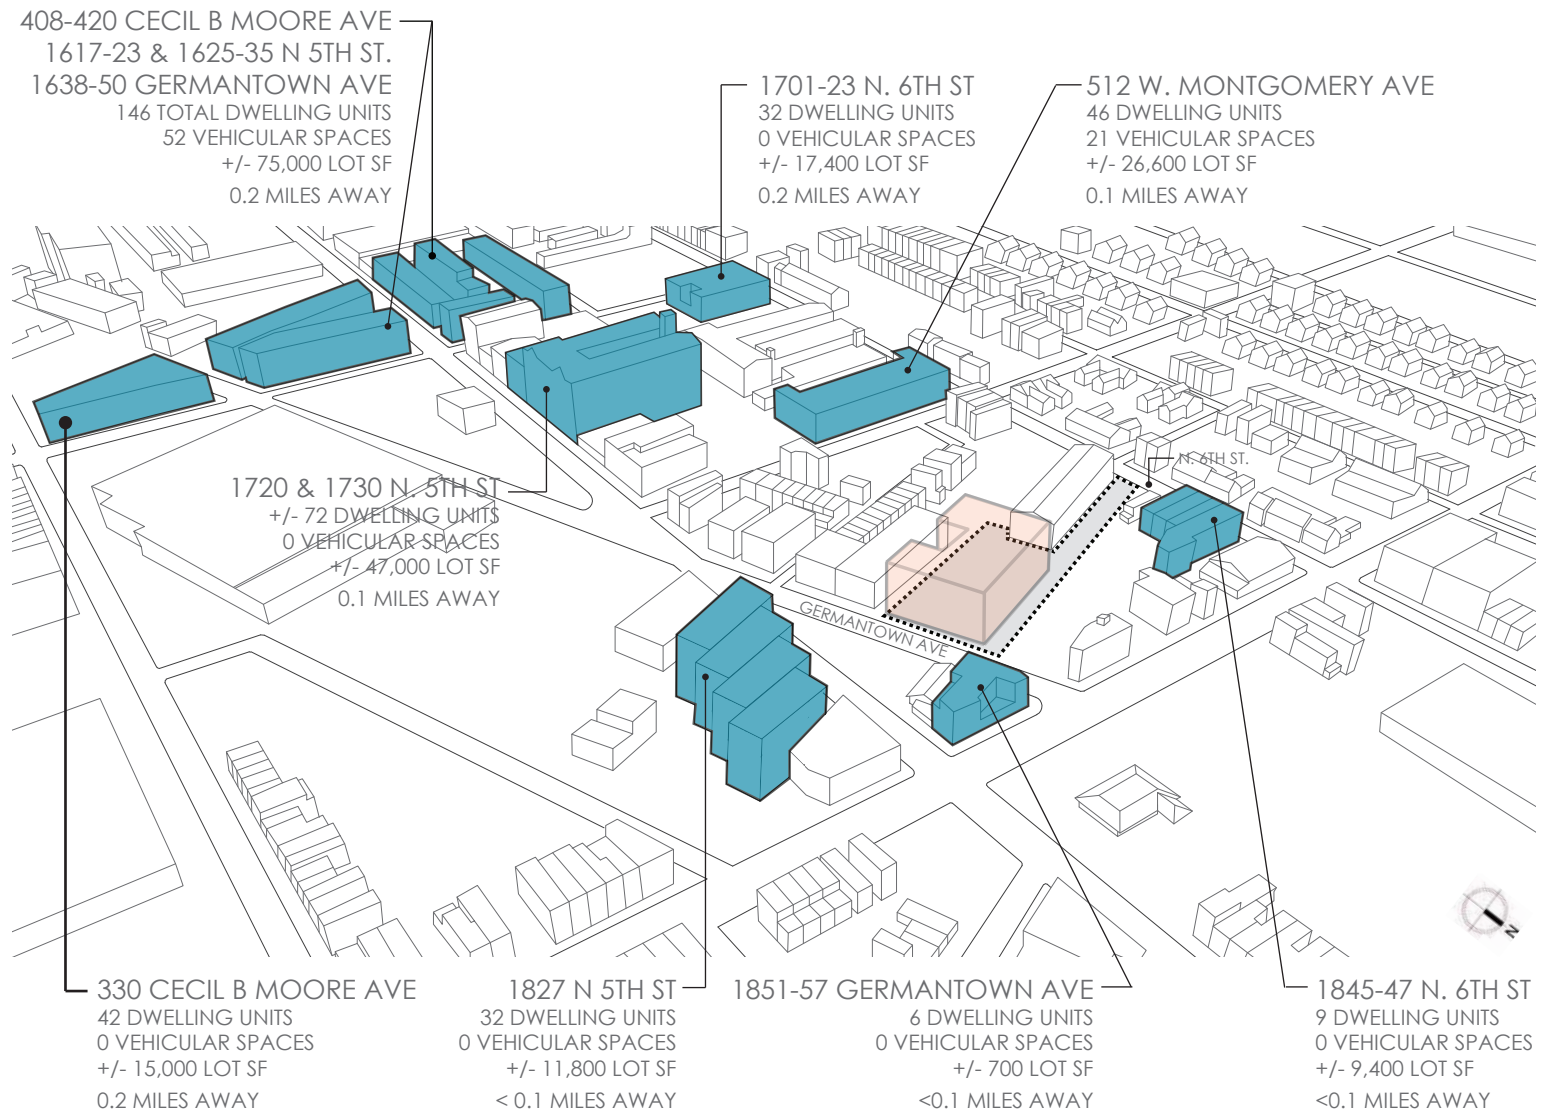 408-420 CECIL B MOORE AVE
1617-23 & 1625-35 N 5TH ST.
1638-50 GERMANTOWN AVE
146 TOTAL DWELLING UNITS
52 VEHICULAR SPACES
+/- 75,000 LOT SF
0.2 MILES AWAY
1701-23 N. 6TH ST
32 DWELLING UNITS
0 VEHICULAR SPACES
+/- 17,400 LOT SF
0.2 MILES AWAY
512 W. MONTGOMERY AVE
46 DWELLING UNITS
21 VEHICULAR SPACES
+/- 26,600 LOT SF
0.1 MILES AWAY
1720 & 1730 N. 5TH ST
+/- 72 DWELLING UNITS
0 VEHICULAR SPACES
+/- 47,000 LOT SF
0.1 MILES AWAY
N. 6TH ST.
GERMANTOWN AVE
N
330 CECIL B MOORE AVE
42 DWELLING UNITS
0 VEHICULAR SPACES
+/- 15,000 LOT SF
0.2 MILES AWAY
1827 N 5TH ST
32 DWELLING UNITS
0 VEHICULAR SPACES
+/- 11,800 LOT SF
< 0.1 MILES AWAY
1851-57 GERMANTOWN AVE
6 DWELLING UNITS
0 VEHICULAR SPACES
+/- 700 LOT SF
<0.1 MILES AWAY
1845-47 N. 6TH ST
9 DWELLING UNITS
0 VEHICULAR SPACES
+/- 9,400 LOT SF
<0.1 MILES AWAY